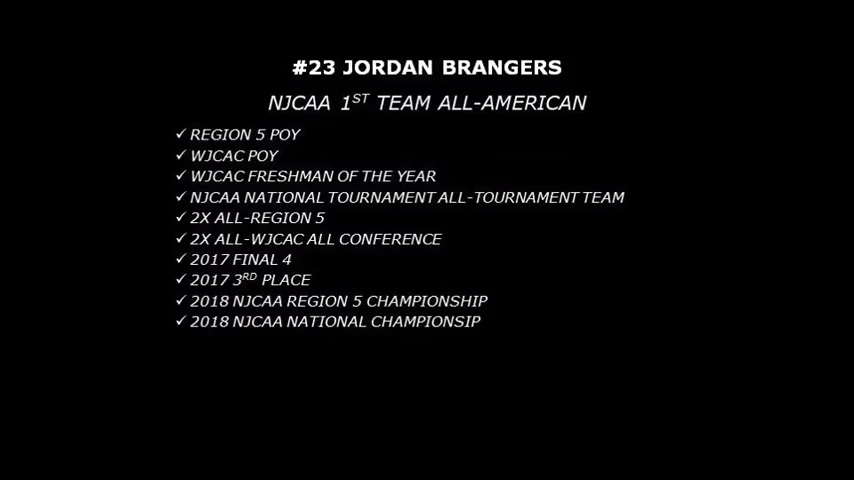 #23 JORDAN BRANGERS
NJCAA 1ST TEAM ALL-AMERICAN
✓ REGION 5 POY
✓ WJCAC POY
✓ WJCAC FRESHMAN OF THE YEAR
✓ NJCAA NATIONAL TOURNAMENT ALL-TOURNAMENT TEAM
✓ 2X ALL-REGION 5
✓ 2X ALL-WJCAC ALL CONFERENCE
✓ 2017 FINAL 4
✓ 2017 3RD PLACE
✓ 2018 NJCAA REGION 5 CHAMPIONSHIP
✓ 2018 NJCAA NATIONAL CHAMPIONSIP